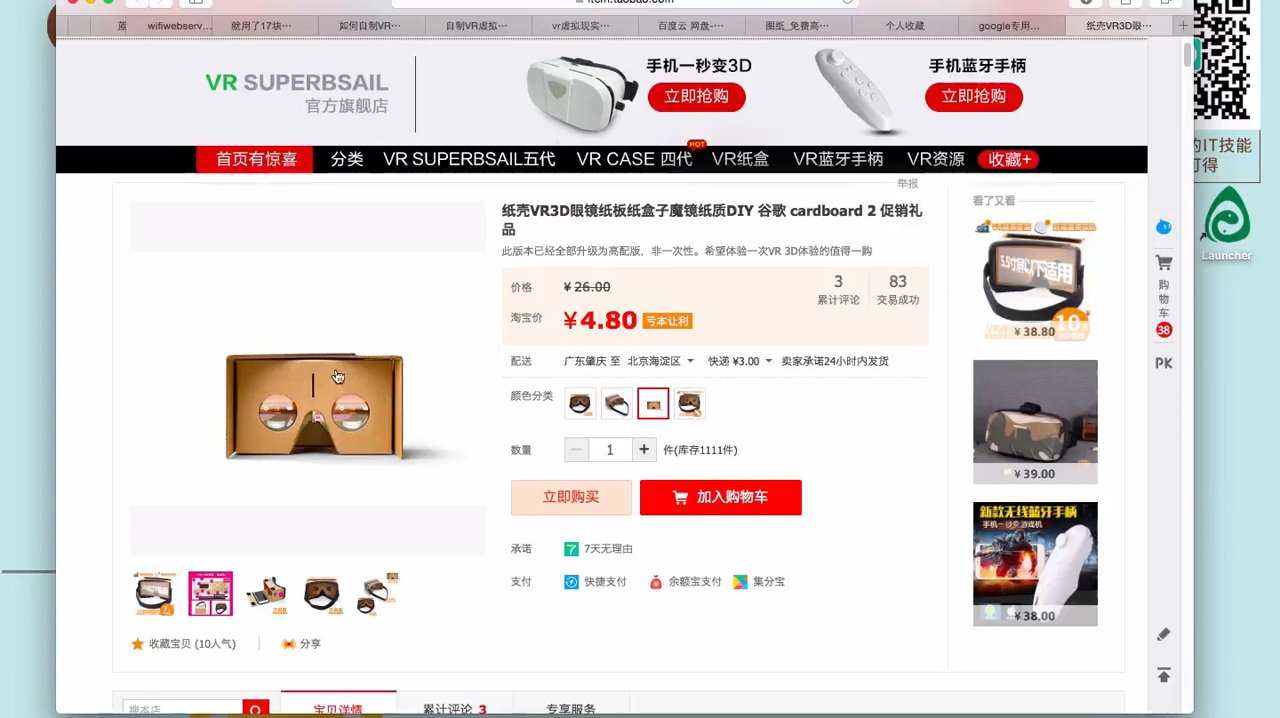 item.taobao.com
蓝
wifiwebserv...
就用了17块...
如何自制VR...
自制VR虚拟...
vr虚拟现实...
百度云 网盘-...
图纸_免费高...
个人收藏
google专用...
纸壳VR3D眼...
VR SUPERBSAIL
官方旗舰店
手机一秒变3D
立即抢购
手机蓝牙手柄
立即抢购
HOT
首页有惊喜 分类 VR SUPERBSAIL五代 VR CASE 四代 VR纸盒 VR蓝牙手柄 VR资源 收藏+
举报
纸壳VR3D眼镜纸板纸盒子魔镜纸质DIY 谷歌 cardboard 2 促销礼
品
此版本已经全部升级为高配版，非一次性。希望体验一次VR 3D体验的值得一购
价格 ¥ 26.00
淘宝价 ¥ 4.80 亏本让利
3
累计评论
83
交易成功
配送 广东肇庆 至 北京海淀区 快递 ¥3.00 卖家承诺24小时内发货
颜色分类
数量 1 件(库存1111件)
立即购买
加入购物车
承诺 7 7天无理由
支付 快捷支付 余额宝支付 集分宝
收藏宝贝 (10人气)
分享
看了又看
5.5寸以下适用
10
¥ 38.80
¥ 39.00
新款无线蓝牙手柄
¥ 38.00
购
物
车
38
PK
的IT技能
可得
Launcher
搜本店
宝贝详情
累计评论 3
专享服务